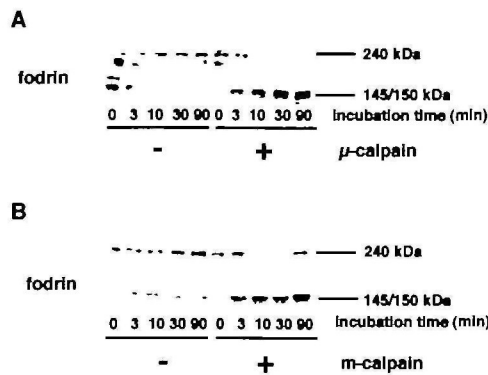 A
240 kDa
fodrin
145/150 kDa
0 3 10 30 90 0 3 10 30 90 incubation time (min)
- +
μ-calpain
B
240 kDa
fodrin
145/150 kDa
0 3 10 30 90 0 3 10 30 90 incubation time (min)
- +
m-calpain